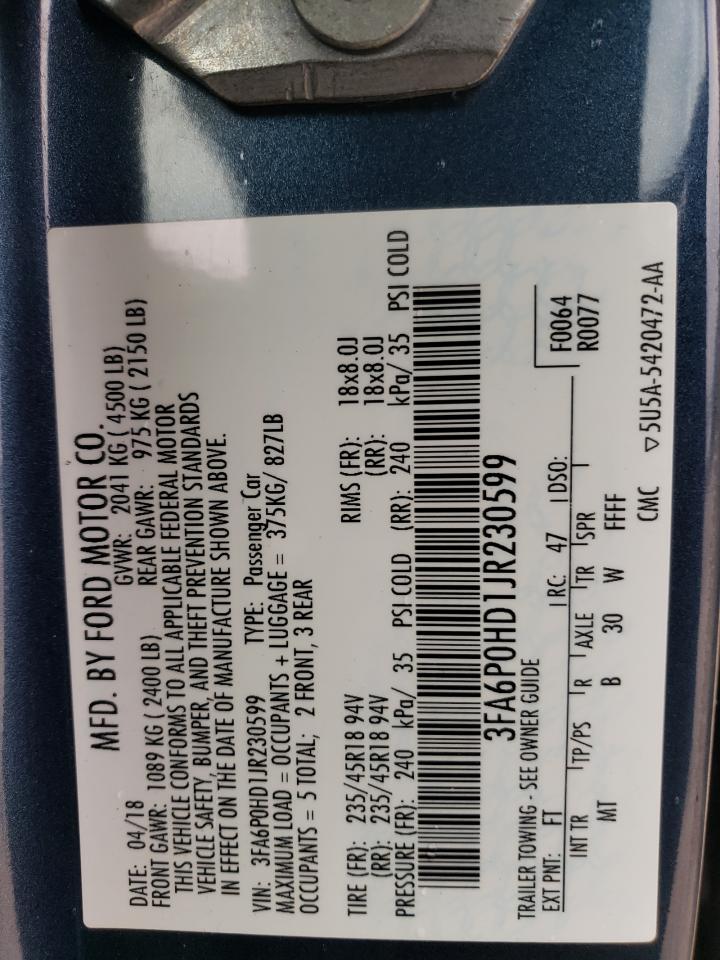 MFD. BY FORD MOTOR CO.
DATE: 04/18 GVWR: 2041 KG ( 4500 LB)
FRONT GAWR: 1089 KG ( 2400 LB) REAR GAWR: 975 KG ( 2150 LB)
THIS VEHICLE CONFORMS TO ALL APPLICABLE FEDERAL MOTOR
VEHICLE SAFETY, BUMPER, AND THEFT PREVENTION STANDARDS
IN EFFECT ON THE DATE OF MANUFACTURE SHOWN ABOVE.
VIN: 3FA6P0HD1JR230599 TYPE: Passenger Car
MAXIMUM LOAD = OCCUPANTS + LUGGAGE = 375KG/ 827LB
OCCUPANTS = 5 TOTAL; 2 FRONT, 3 REAR
TIRE (FR): 235/45R18 94V RIMS (FR): 18x8.0J
(RR): 235/45R18 94V (RR): 18x8.0J
PRESSURE (FR): 240 kPa/ 35 PSI COLD (RR): 240 kPa/ 35 PSI COLD
3FA6P0HD1JR230599
TRAILER TOWING - SEE OWNER GUIDE
F0064
EXT PNT: FT RC: 47 DSO: R0077
INT TR TP/PS R AXLE TR SPR
MT B 30 W FFFF
CMC ▽5U5A-5420472-AA